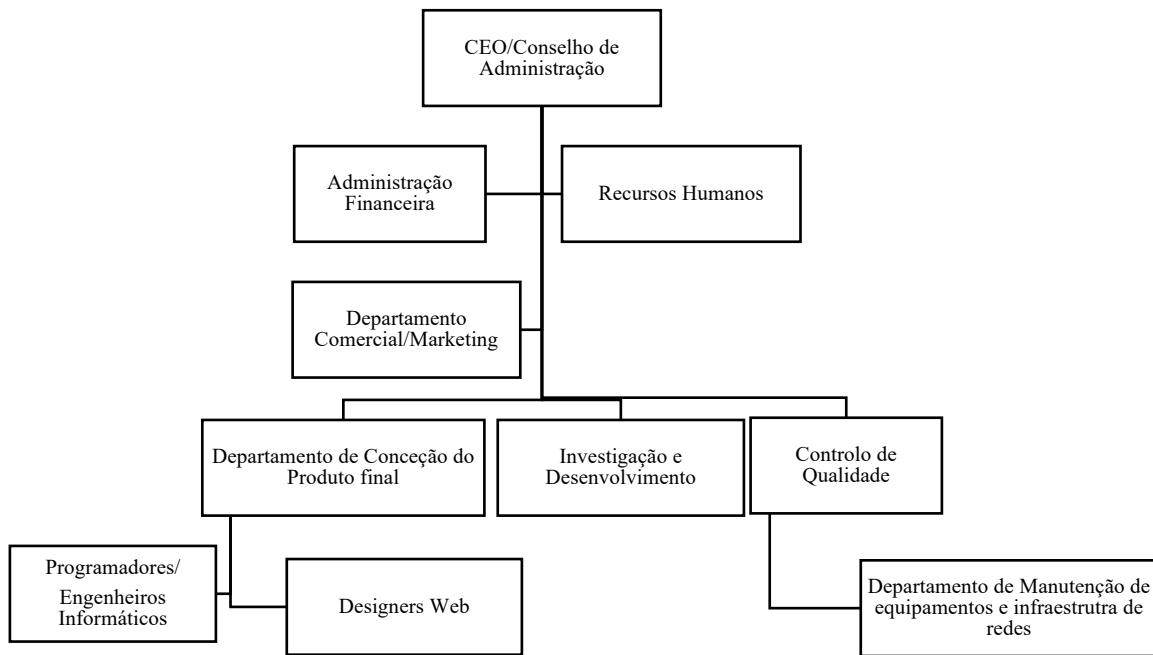 CEO/Conselho de
Administração
Administração
Financeira
Recursos Humanos
Departamento
Comercial/Marketing
Departamento de Conceção do
Produto final
Investigação e
Desenvolvimento
Controlo de
Qualidade
Programadores/
Engenheiros
Informáticos
Designers Web
Departamento de Manutenção de
equipamentos e infraestrutra de
redes